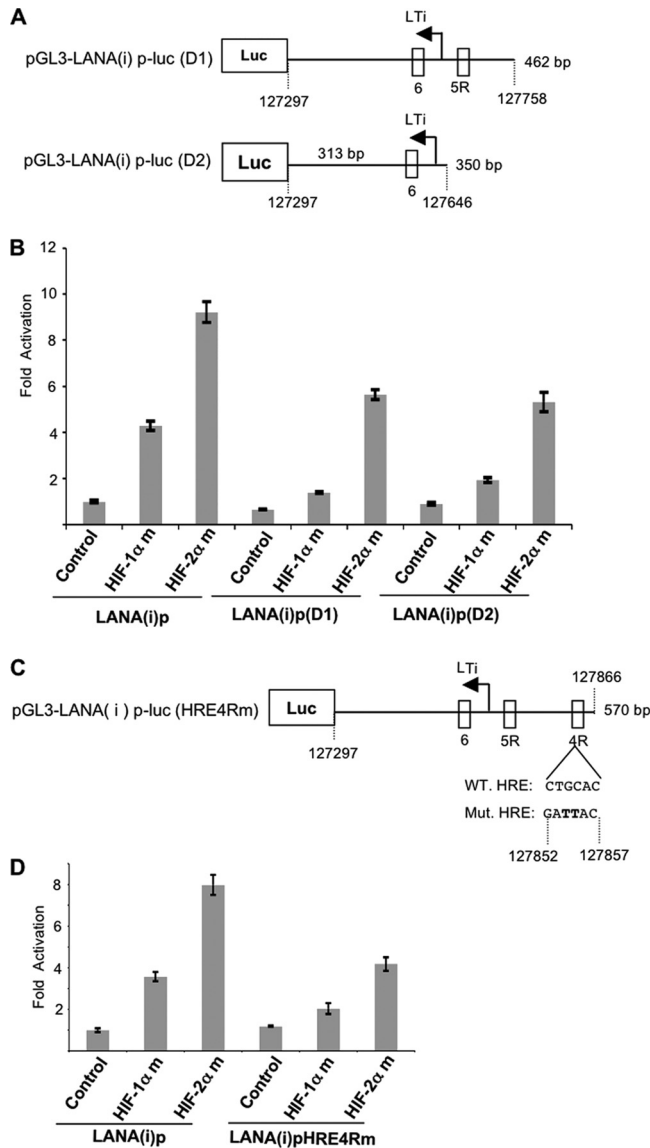 A
LTi
pGL3-LANA(i) p-luc (D1)
Luc
462 bp
6
5R
127297
127758
LTi
pGL3-LANA(i) p-luc (D2)
Luc
313 bp
350 bp
6
127297
127646
B
12
10
8
6
4
2
Fold Activation
Control
HIF-1α m
HIF-2α m
Control
HIF-1α m
HIF-2α m
Control
HIF-1α m
HIF-2α m
LANA(i)p
LANA(i)p(D1)
LANA(i)p(D2)
C
LTi
127866
pGL3-LANA( i ) p-luc (HRE4Rm)
Luc
570 bp
6
5R
4R
127297
WT. HRE: CTGCAC
Mut. HRE: GATTAC
127852
127857
D
8
6
4
2
Fold Activation
Control
HIF-1α m
HIF-2α m
Control
HIF-1α m
HIF-2α m
LANA(i)p
LANA(i)pHRE4Rm